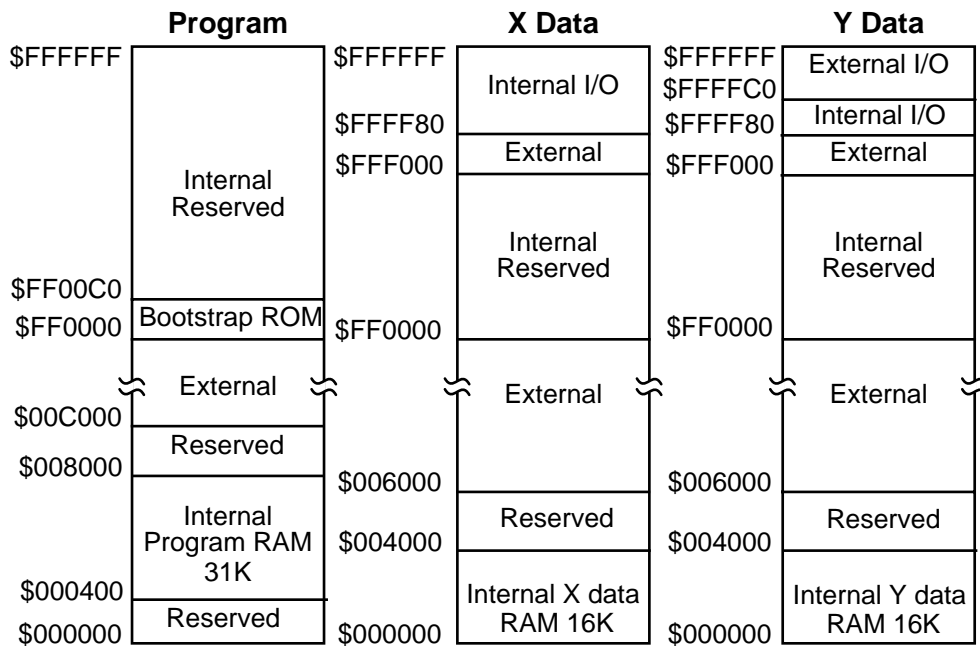 Program
$FFFFFF
Internal
Reserved
$FF00C0
Bootstrap ROM
$FF0000
External
$00C000
Reserved
$008000
Internal
Program RAM
31K
$000400
Reserved
$000000
X Data
$FFFFFF
Internal I/O
$FFFF80
External
$FFF000
Internal
Reserved
$FF0000
External
$006000
Reserved
$004000
Internal X data
RAM 16K
$000000
Y Data
$FFFFFF
External I/O
$FFFFC0
Internal I/O
$FFFF80
External
$FFF000
Internal
Reserved
$FF0000
External
$006000
Reserved
$004000
Internal Y data
RAM 16K
$000000